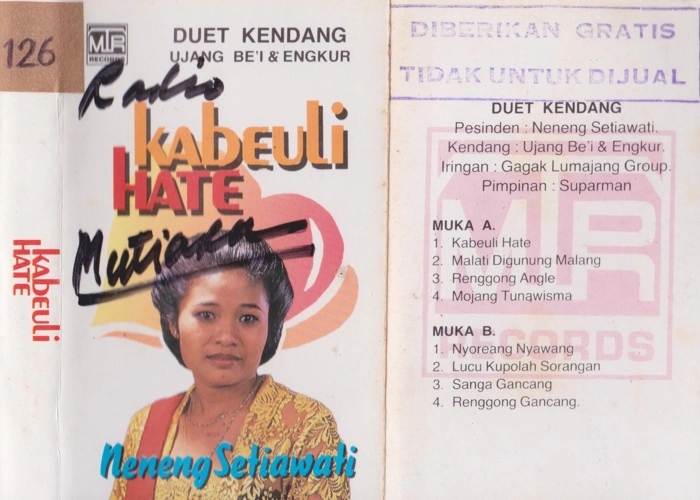 126
MTR
RECORDS
DUET KENDANG
UJANG BE'I & ENGKUR
Radio
Kabeuli
HATE
Mutiara
Neneng Setiawati
Kabeuli
HATE
DIBERIKAN GRATIS
TIDAK UNTUK DIJUAL
DUET KENDANG
Pesinden : Neneng Setiawati.
Kendang : Ujang Be'i & Engkur.
Iringan : Gagak Lumajang Group.
Pimpinan : Suparman
MUKA A.
1. Kabeuli Hate
2. Malati Digunung Malang
3. Renggong Angle
4. Mojang Tunawisma
MUKA B.
1. Nyoreang Nyawang
2. Lucu Kupolah Sorangan
3. Sanga Gancang
4. Renggong Gancang.
MTR
RECORDS